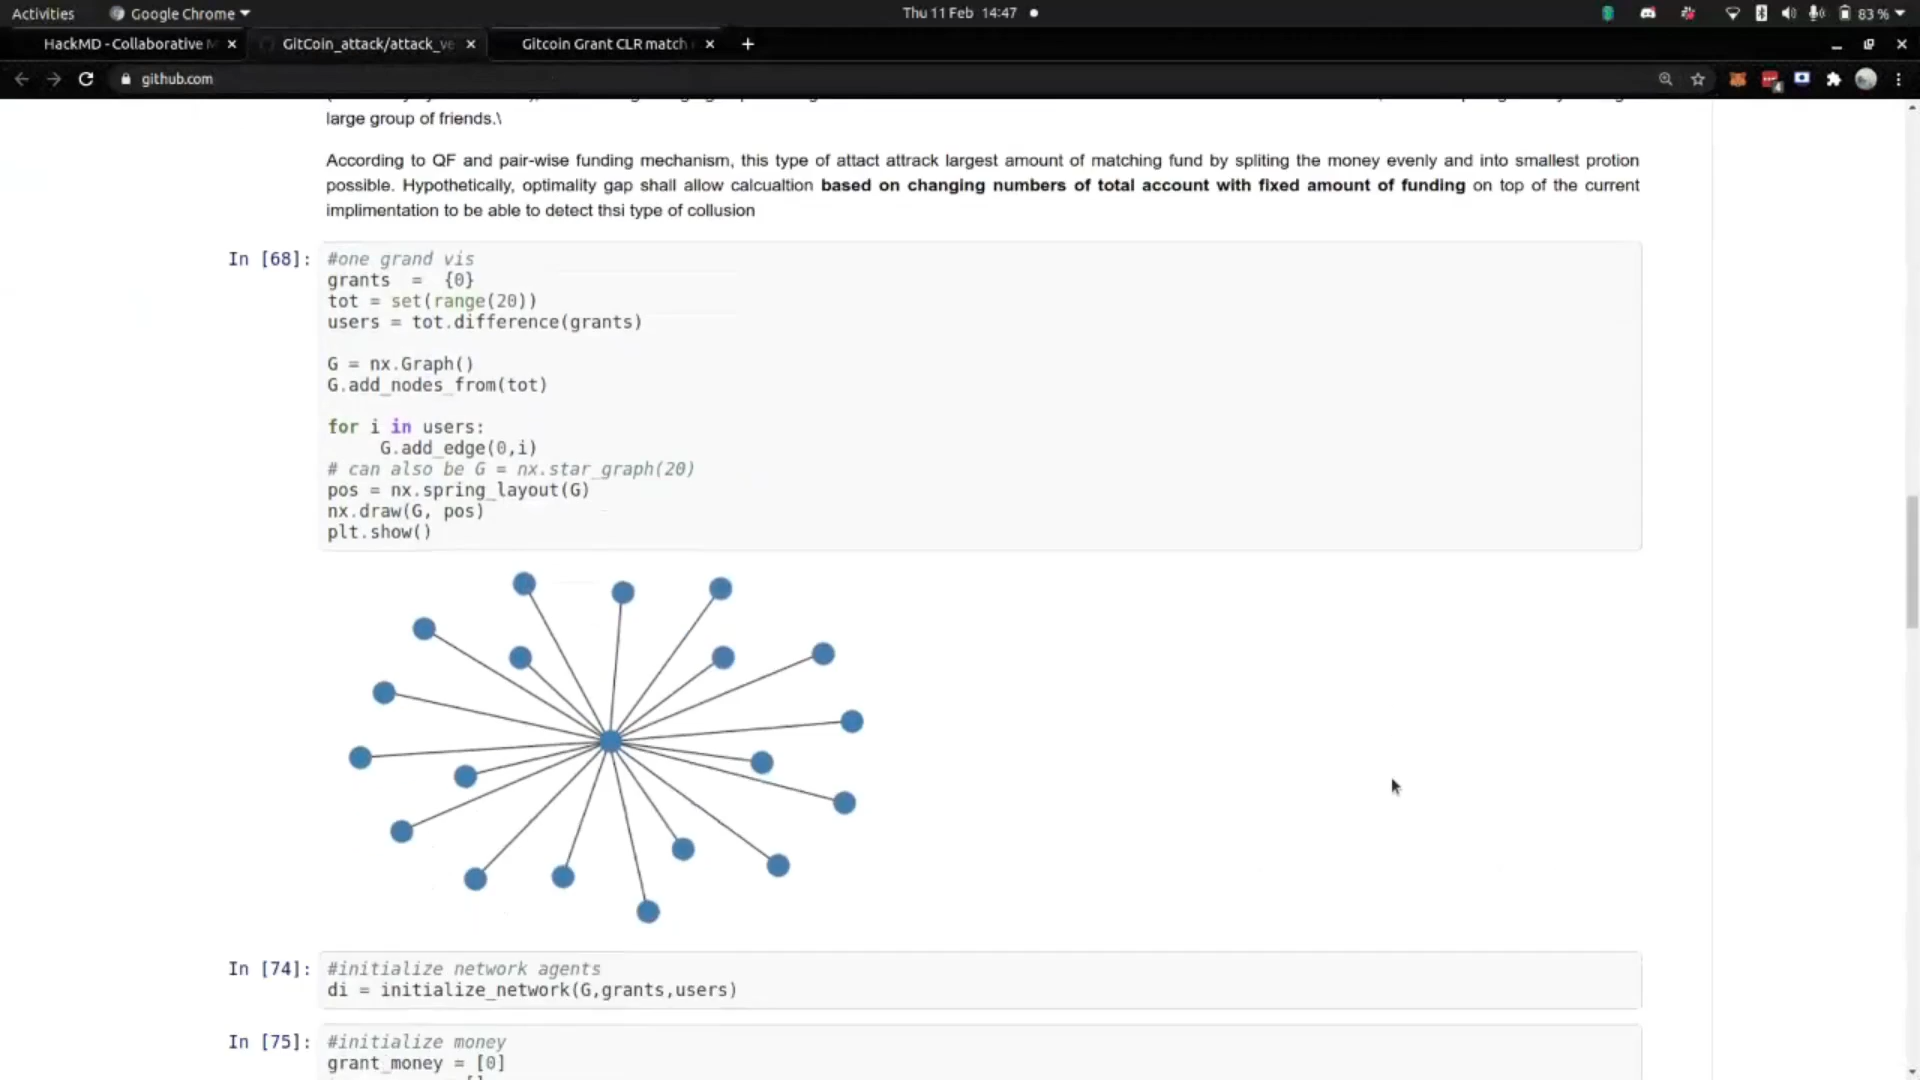 Activities
Google Chrome
Thu 11 Feb 14:47
83 %
HackMD - Collaborative M
GitCoin_attack/attack_ve
Gitcoin Grant CLR match
github.com
4
large group of friends.\
According to QF and pair-wise funding mechanism, this type of attact attrack largest amount of matching fund by spliting the money evenly and into smallest protion
possible. Hypothetically, optimality gap shall allow calcualtion based on changing numbers of total account with fixed amount of funding on top of the current
implimentation to be able to detect thsi type of collusion
In [68]:
#one grand vis
grants  =  {0}
tot = set(range(20))
users = tot.difference(grants)
G = nx.Graph()
G.add_nodes_from(tot)
for i in users:
     G.add_edge(0,i)
# can also be G = nx.star_graph(20)
pos = nx.spring_layout(G)
nx.draw(G, pos)
plt.show()
In [74]:
#initialize network agents
di = initialize_network(G,grants,users)
In [75]:
#initialize money
grant_money = [0]